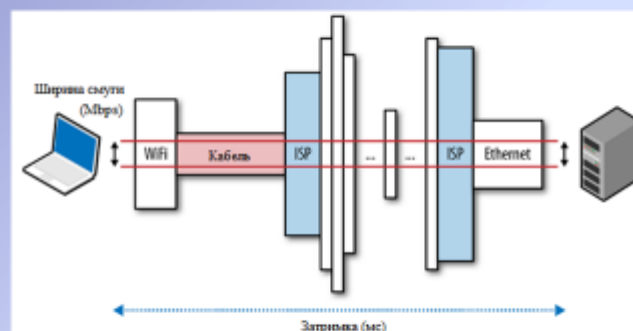 Ширина смуги
(Mbps)
WiFi
Кабель
ISP
...
...
ISP
Ethernet
Затримка (мс)